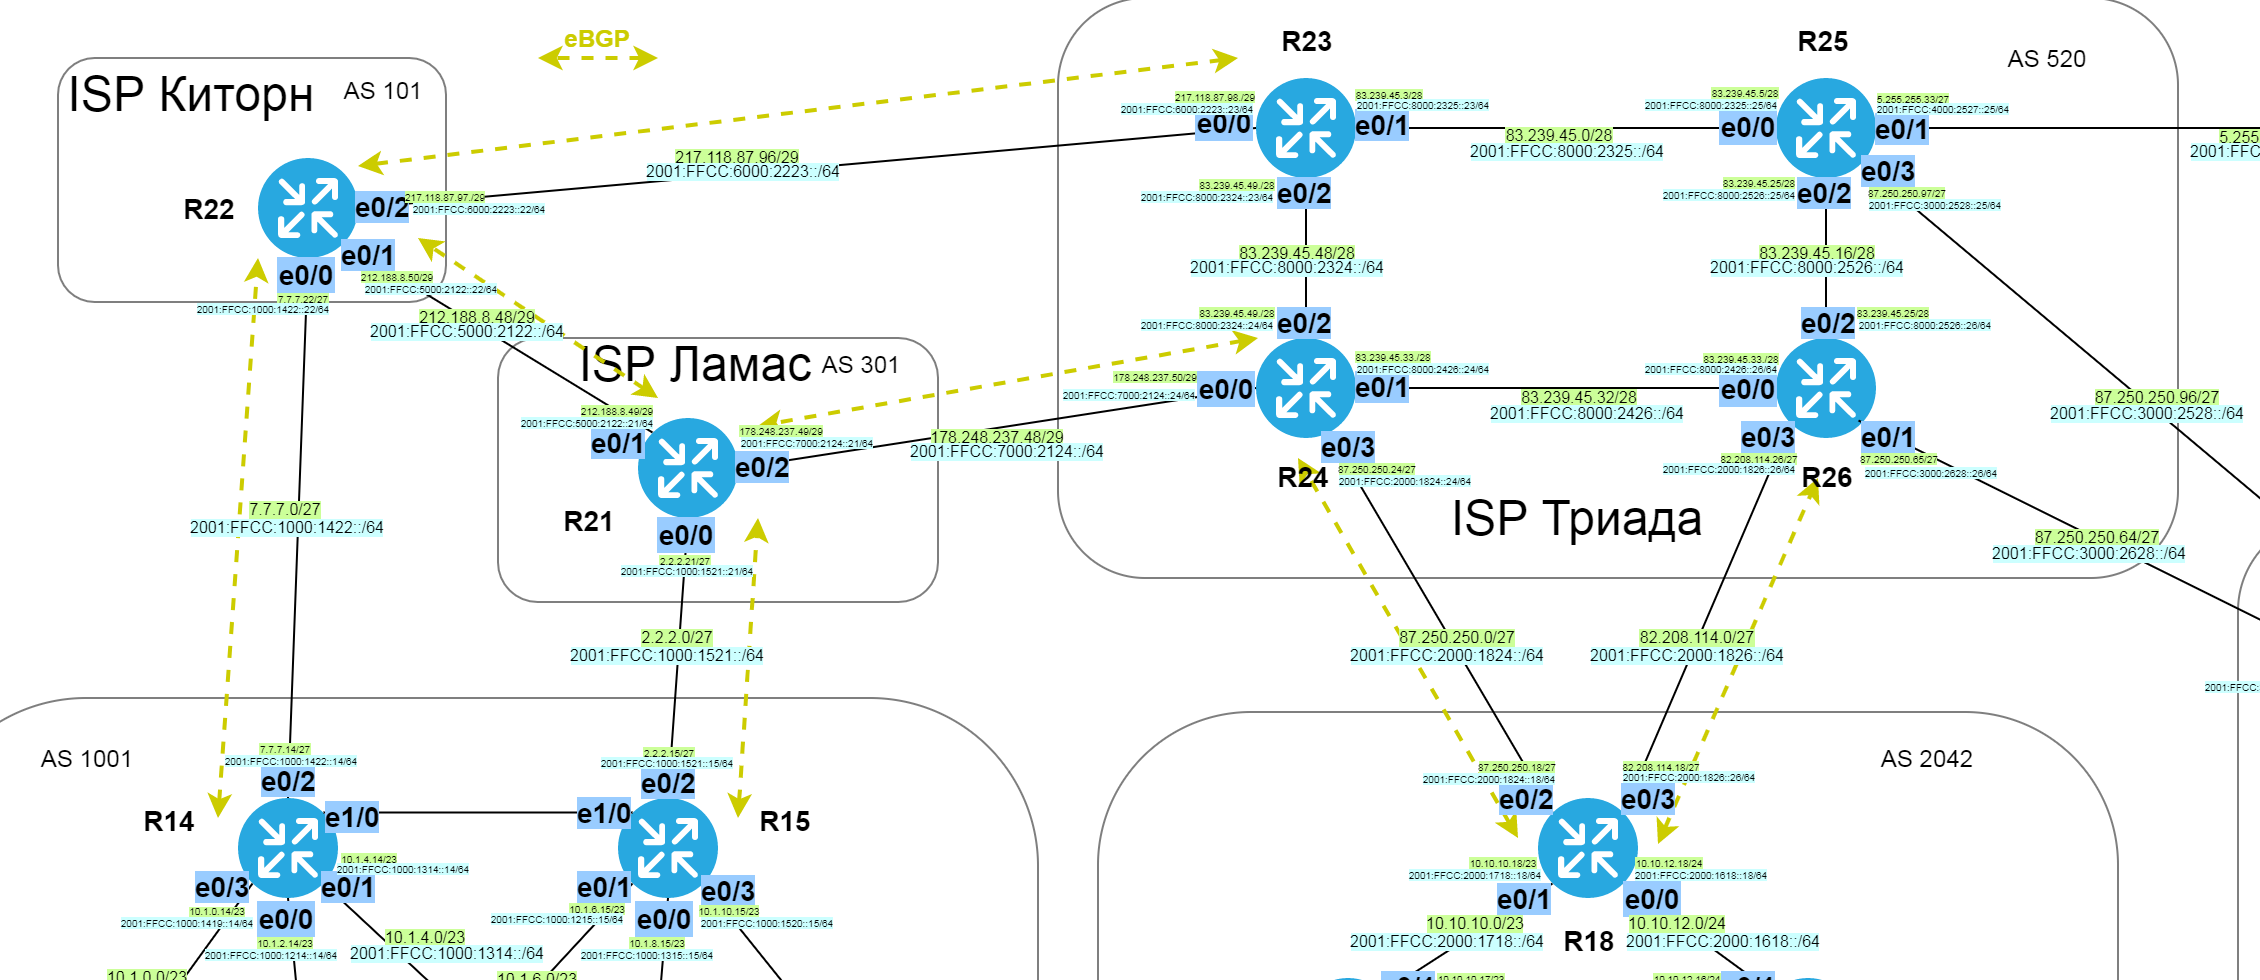 eBGP
ISP Киторн
AS 101
R22
e0/2
217.118.87.97./29
2001:FFCC:6000:2223::22/64
e0/1
212.188.8.50/29
2001:FFCC:5000:2122::22/64
e0/0
7.7.7.22/27
2001:FFCC:1000:1422::22/64
217.118.87.96/29
2001:FFCC:6000:2223::/64
212.188.8.48/29
2001:FFCC:5000:2122::/64
7.7.7.0/27
2001:FFCC:1000:1422::/64
ISP Ламас
AS 301
212.188.8.49/29
2001:FFCC:5000:2122::21/64
e0/1
178.248.237.49/29
2001:FFCC:7000:2124::21/64
e0/2
R21
e0/0
2.2.2.21/27
2001:FFCC:1000:1521::21/64
178.248.237.48/29
2001:FFCC:7000:2124::/64
2.2.2.0/27
2001:FFCC:1000:1521::/64
AS 520
R23
217.118.87.98./29
2001:FFCC:6000:2223::23/64
e0/0
83.239.45.3/28
2001:FFCC:8000:2325::23/64
e0/1
83.239.45.49./28
2001:FFCC:8000:2324::23/64
e0/2
83.239.45.0/28
2001:FFCC:8000:2325::/64
R25
83.239.45.5/28
2001:FFCC:8000:2325::25/64
e0/0
5.255.255.33/27
2001:FFCC:4000:2527::25/64
e0/1
e0/3
87.250.250.97/27
2001:FFCC:3000:2528::25/64
83.239.45.25/28
2001:FFCC:8000:2526::25/64
e0/2
5.255
2001:FFC
83.239.45.48/28
2001:FFCC:8000:2324::/64
83.239.45.16/28
2001:FFCC:8000:2526::/64
83.239.45.49./28
2001:FFCC:8000:2324::24/64
e0/2
178.248.237.50/29
2001:FFCC:7000:2124::24/64
e0/0
83.239.45.33./28
2001:FFCC:8000:2426::24/64
e0/1
e0/3
R24
87.250.250.24/27
2001:FFCC:2000:1824::24/64
83.239.45.32/28
2001:FFCC:8000:2426::/64
e0/2
83.239.45.25/28
2001:FFCC:8000:2526::26/64
83.239.45.33./28
2001:FFCC:8000:2426::26/64
e0/0
e0/3
82.208.114.26/27
2001:FFCC:2000:1826::26/64
R26
e0/1
87.250.250.65/27
2001:FFCC:3000:2628::26/64
ISP Триада
87.250.250.96/27
2001:FFCC:3000:2528::/64
87.250.250.64/27
2001:FFCC:3000:2628::/64
87.250.250.0/27
2001:FFCC:2000:1824::/64
82.208.114.0/27
2001:FFCC:2000:1826::/64
2001:FFCC:
AS 1001
7.7.7.14/27
2001:FFCC:1000:1422::14/64
e0/2
R14
e1/0
10.1.4.14/23
2001:FFCC:1000:1314::14/64
e0/1
e0/3
10.1.0.14/23
2001:FFCC:1000:1419::14/64
e0/0
10.1.2.14/23
2001:FFCC:1000:1214::14/64
10.1.4.0/23
2001:FFCC:1000:1314::/64
10.1.0.0/23
2.2.2.15/27
2001:FFCC:1000:1521::15/64
e0/2
e1/0
R15
e0/1
10.1.6.15/23
2001:FFCC:1000:1215::15/64
e0/0
10.1.8.15/23
2001:FFCC:1000:1315::15/64
e0/3
10.1.10.15/23
2001:FFCC:1000:1520::15/64
10.1.6.0/23
AS 2042
87.250.250.18/27
2001:FFCC:2000:1824::18/64
e0/2
82.208.114.18/27
2001:FFCC:2000:1826::26/64
e0/3
10.10.10.18/23
2001:FFCC:2000:1718::18/64
e0/1
10.10.12.18/24
2001:FFCC:2000:1618::18/64
e0/0
R18
10.10.10.0/23
2001:FFCC:2000:1718::/64
10.10.12.0/24
2001:FFCC:2000:1618::/64
10.10.10.17/23
10.10.12.16/24